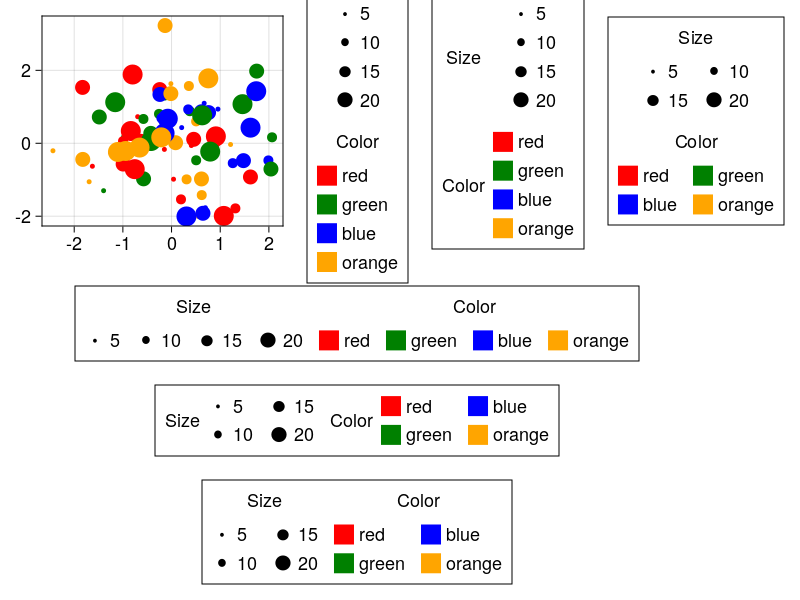 2
0
-2
-2 -1 0 1 2
5
10
15
20
Color
red
green
blue
orange
Size
5
10
15
20
Color
red
green
blue
orange
Size
5 10
15 20
Color
red green
blue orange
Size Color
5 10 15 20 red green blue orange
Size 5 15 Color red blue
10 20 green orange
Size Color
5 15 red blue
10 20 green orange